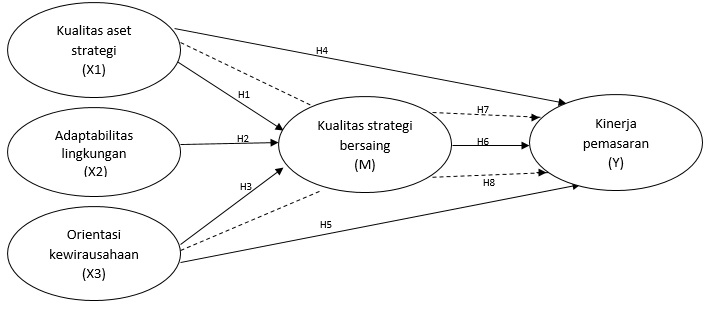 Kualitas aset
strategi
(X1)
H4
H1
Adaptabilitas
lingkungan
(X2)
H2
Kualitas strategi
bersaing
(M)
H7
H6
H8
Kinerja
pemasaran
(Y)
H3
Orientasi
kewirausahaan
(X3)
H5